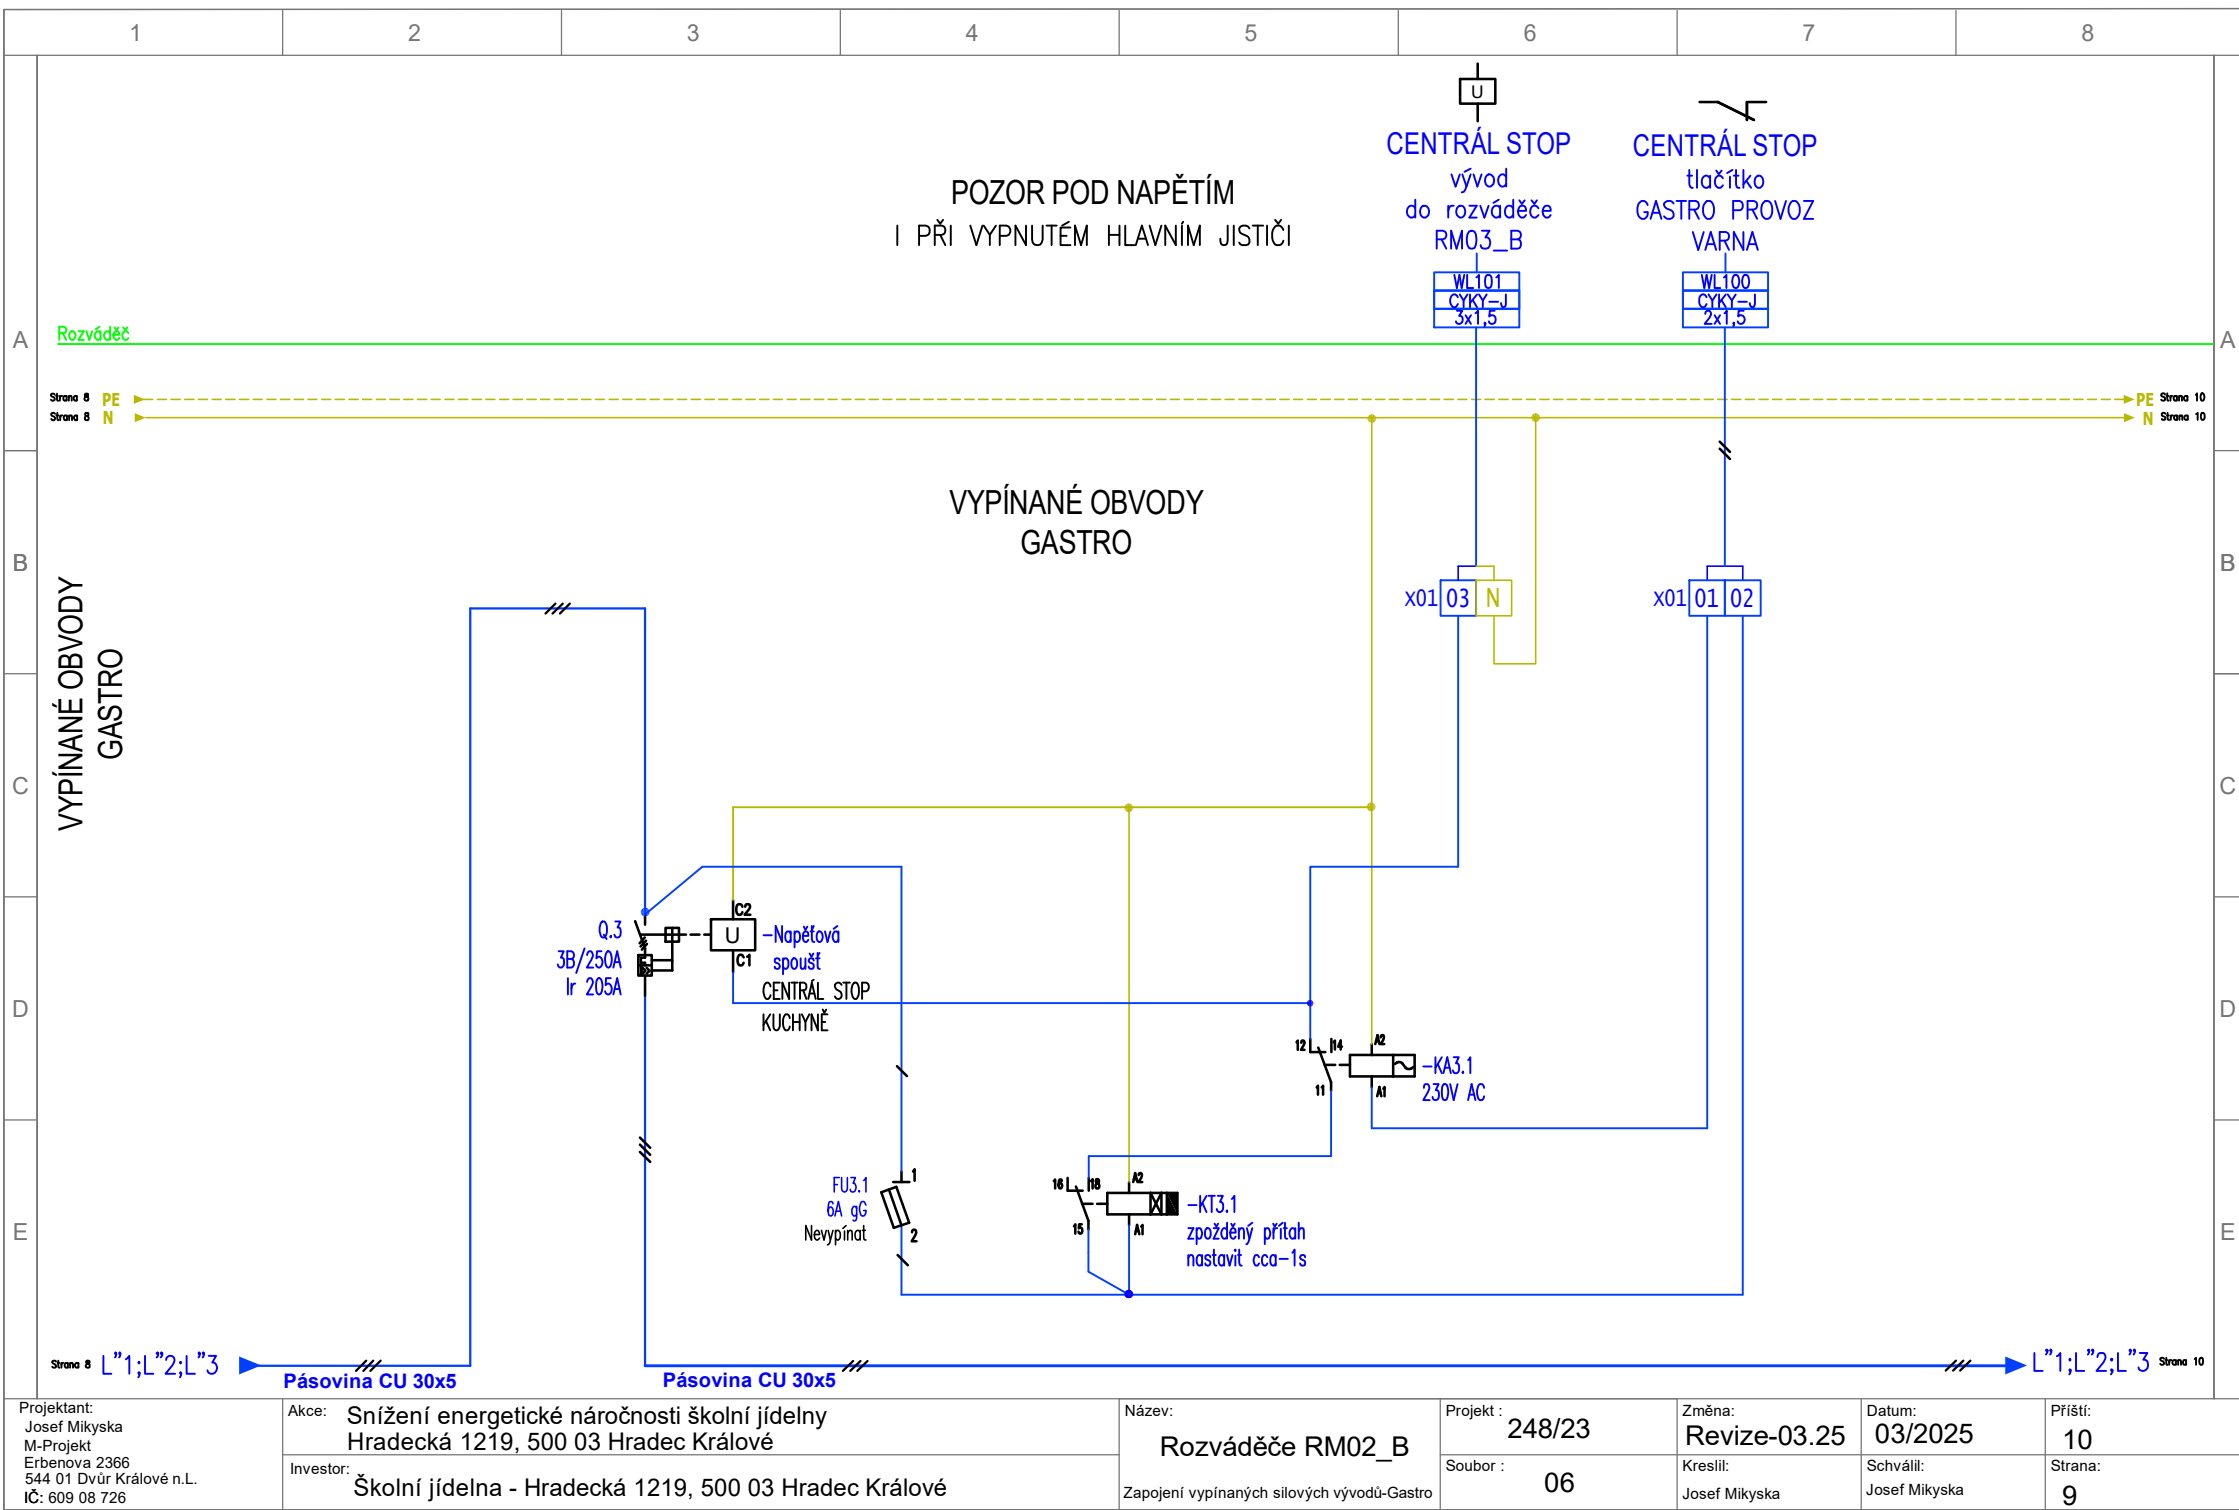 1 2 3 4 5 6 7 8
U
CENTRÁL STOP
vývod
do rozváděče
RM03_B
CENTRÁL STOP
tlačítko
GASTRO PROVOZ
VARNA
POZOR POD NAPĚTÍM
I PŘI VYPNUTÉM HLAVNÍM JISTIČI
WL101
CYKY-J
3x1,5
WL100
CYKY-J
2x1,5
A
Rozváděč
A
Strana 8 PE
PE Strana 10
Strana 8 N
N Strana 10
VYPÍNANÉ OBVODY
GASTRO
B
B
X01 03 N
X01 01 02
VYPÍNANÉ OBVODY
GASTRO
C
C
Q.3
3B/250A
Ir 205A
C2
U
C1
-Napěťová
spoušť
CENTRÁL STOP
KUCHYNĚ
D
D
12 14 A2
11 A1
-KA3.1
230V AC
FU3.1
6A gG
Nevypínat
1
2
16 18 A2
15 A1
-KT3.1
zpožděný přítah
nastavit cca-1s
E
E
Strana 8 L"1;L"2;L"3
L"1;L"2;L"3 Strana 10
Pásovina CU 30x5
Pásovina CU 30x5
Projektant:
Josef Mikyska
M-Projekt
Erbenova 2366
544 01 Dvůr Králové n.L.
IČ: 609 08 726
Akce: Snížení energetické náročnosti školní jídelny
Hradecká 1219, 500 03 Hradec Králové
Investor: Školní jídelna - Hradecká 1219, 500 03 Hradec Králové
Název:
Rozváděče RM02_B
Zapojení vypínaných silových vývodů-Gastro
Projekt : 248/23
Soubor : 06
Změna:
Revize-03.25
Kreslil:
Josef Mikyska
Datum:
03/2025
Schválil:
Josef Mikyska
Příští:
10
Strana:
9